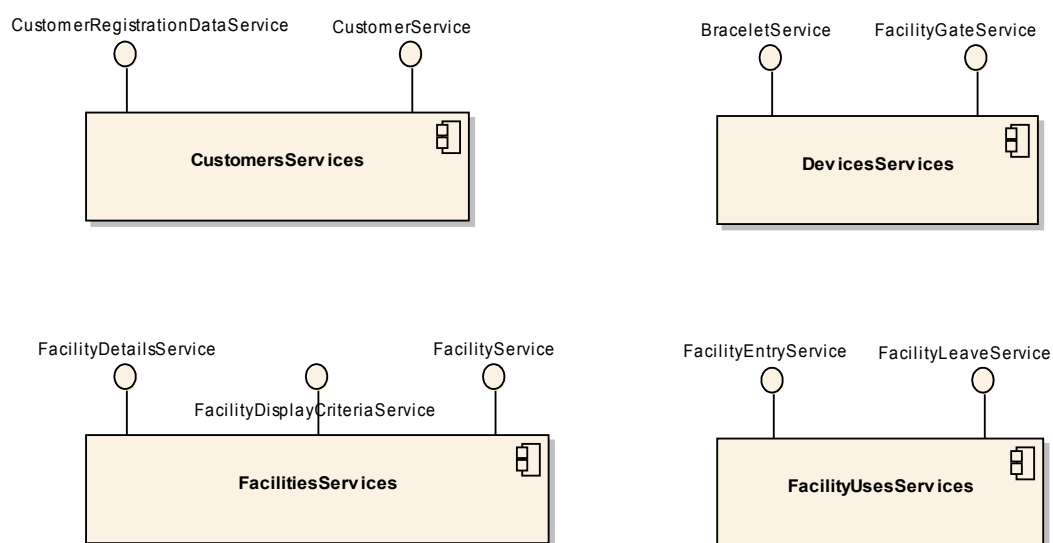 CustomerRegistrationDataService
CustomerService
CustomersServices
BraceletService
FacilityGateService
DevicesServices
FacilityDetailsService
FacilityService
FacilityDisplayCriteriaService
FacilitiesServices
FacilityEntryService
FacilityLeaveService
FacilityUsesServices